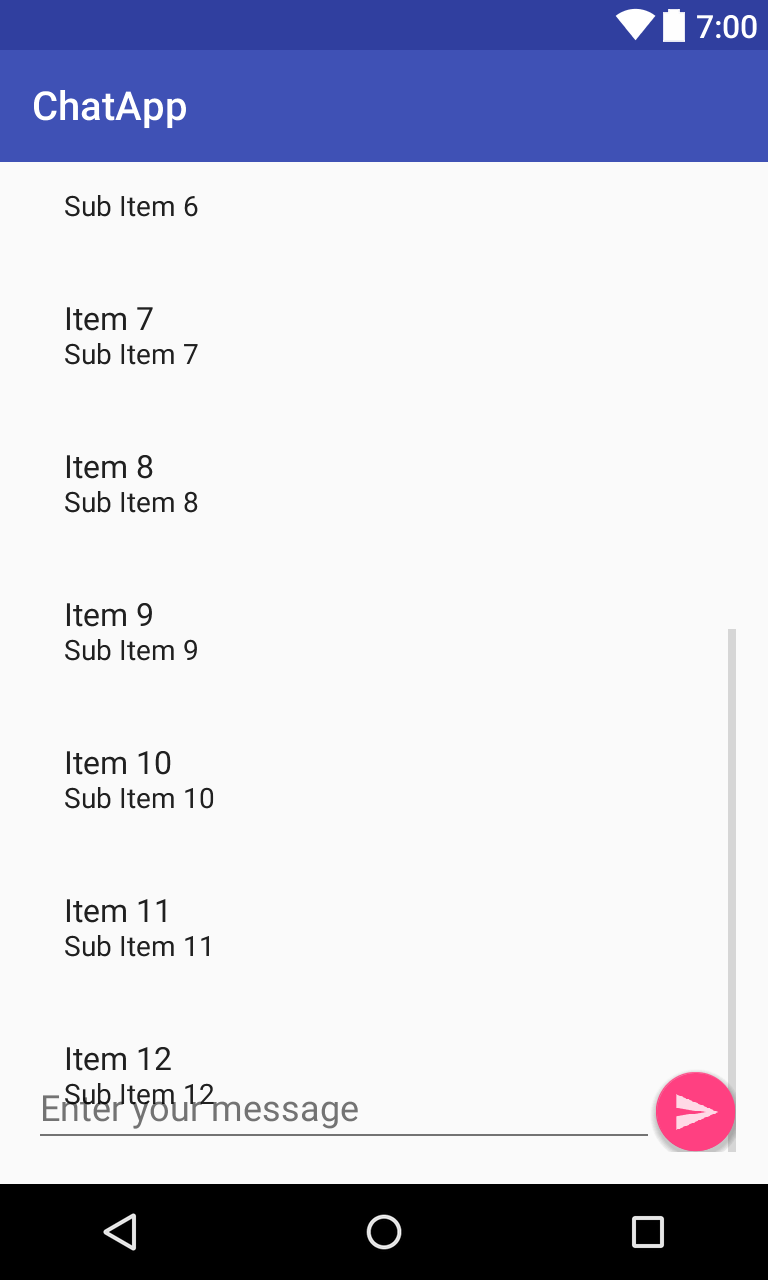 7:00
ChatApp
Sub Item 6
Item 7
Sub Item 7
Item 8
Sub Item 8
Item 9
Sub Item 9
Item 10
Sub Item 10
Item 11
Sub Item 11
Item 12
Sub Item 12
Enter your message